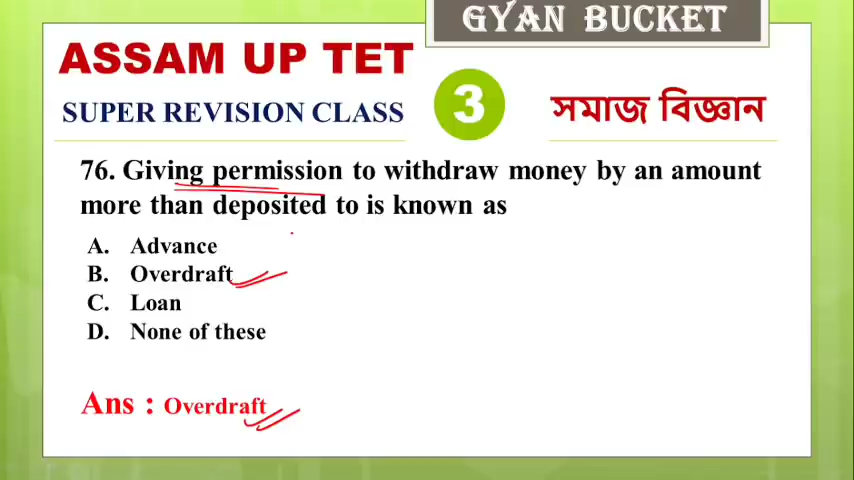 GYAN BUCKET
ASSAM UP TET
SUPER REVISION CLASS
3
সমাজ বিজ্ঞান
76. Giving permission to withdraw money by an amount
more than deposited to is known as
A. Advance
B. Overdraft
C. Loan
D. None of these
Ans : Overdraft